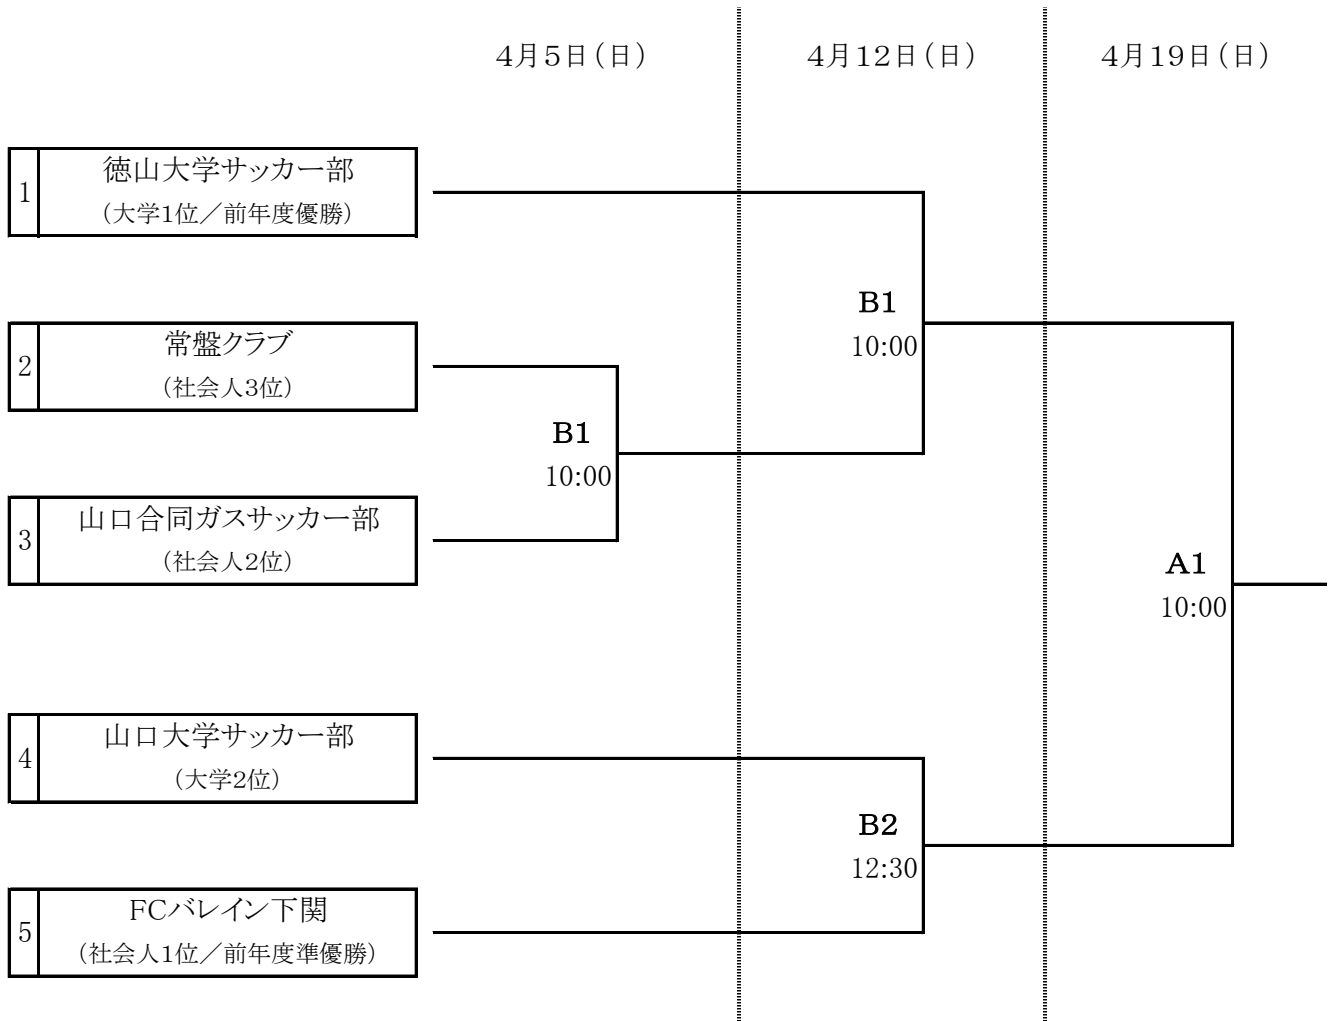 4月5日(日)
4月12日(日)
4月19日(日)
1
徳山大学サッカー部
(大学1位／前年度優勝)
B1
10:00
2
常盤クラブ
(社会人3位)
B1
10:00
3
山口合同ガスサッカー部
(社会人2位)
A1
10:00
4
山口大学サッカー部
(大学2位)
B2
12:30
5
FCバレイン下関
(社会人1位／前年度準優勝)